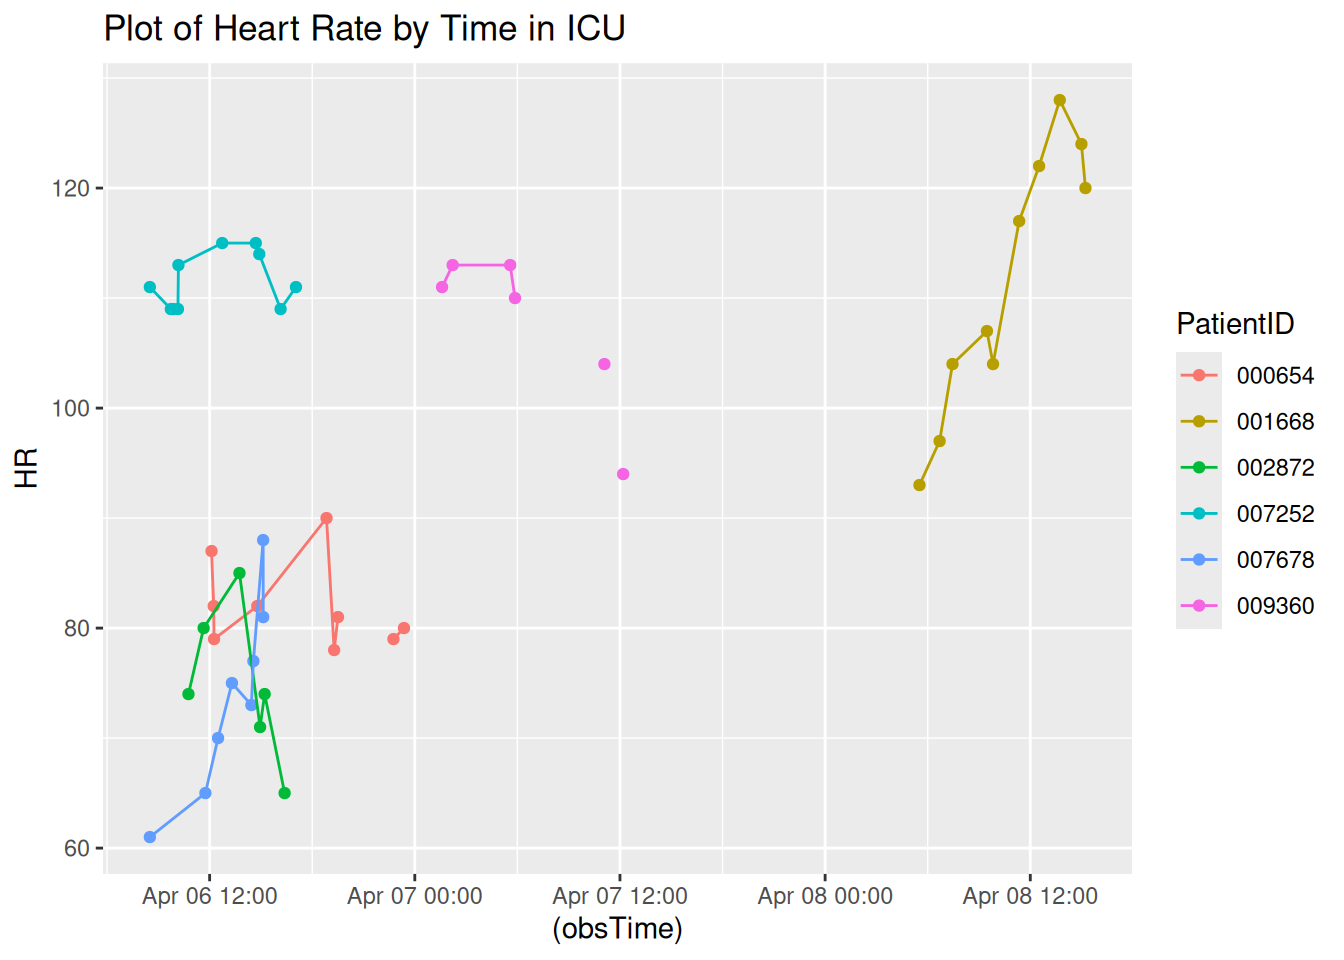 Plot of Heart Rate by Time in ICU
120
100
80
60
HR
Apr 06 12:00
Apr 07 00:00
Apr 07 12:00
Apr 08 00:00
Apr 08 12:00
(obsTime)
PatientID
000654
001668
002872
007252
007678
009360